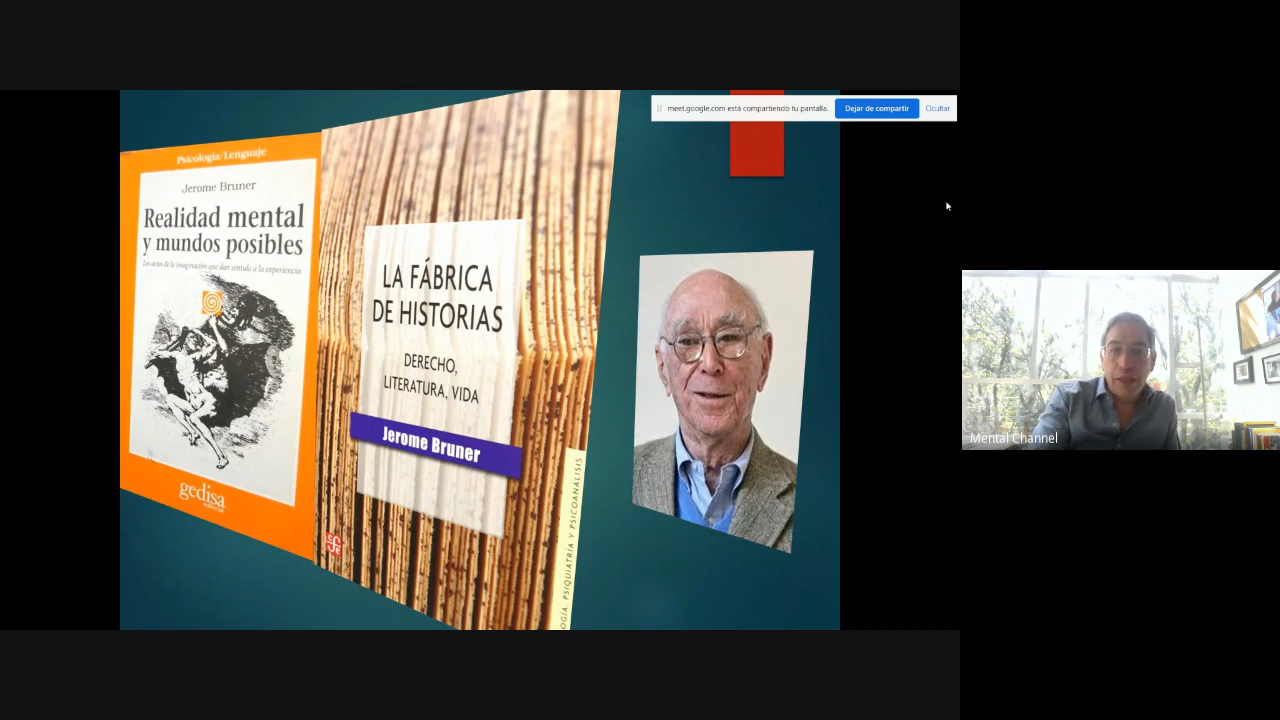 meet.google.com está compartiendo tu pantalla.
Dejar de compartir
Ocultar
Psicología/Lenguaje
Jerome Bruner
Realidad mental
y mundos posibles
Los actos de la imaginación que dan sentido a la experiencia
gedisa
editorial
LA FÁBRICA
DE HISTORIAS
DERECHO,
LITERATURA, VIDA
Jerome Bruner
OGÍA, PSIQUIATRÍA Y PSICOANÁLISIS
Mental Channel